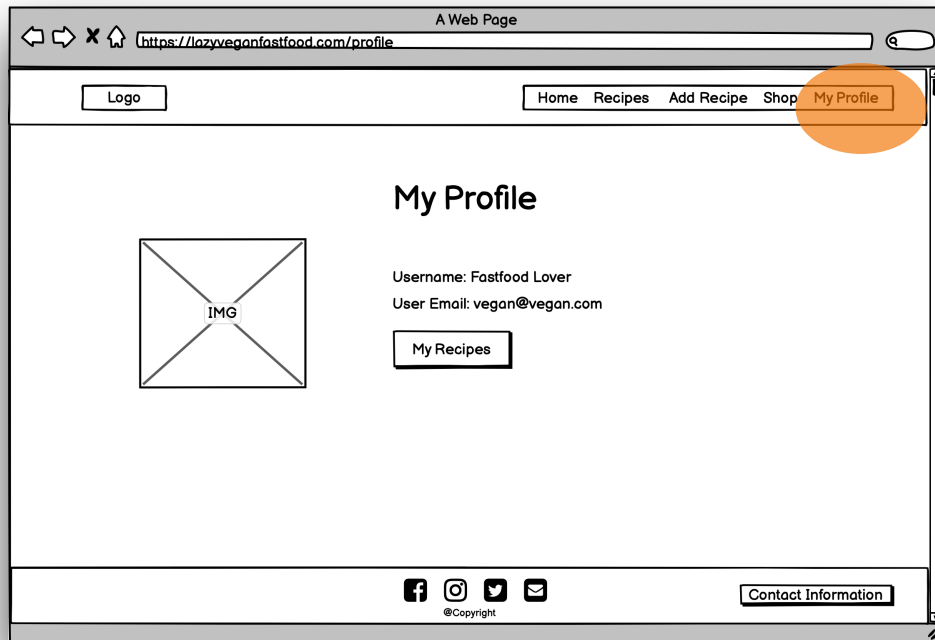 A Web Page
https://lazyveganfastfood.com/profile
Logo
Home Recipes Add Recipe Shop My Profile
My Profile
IMG
Username: Fastfood Lover
User Email: vegan@vegan.com
My Recipes
@Copyright
Contact Information